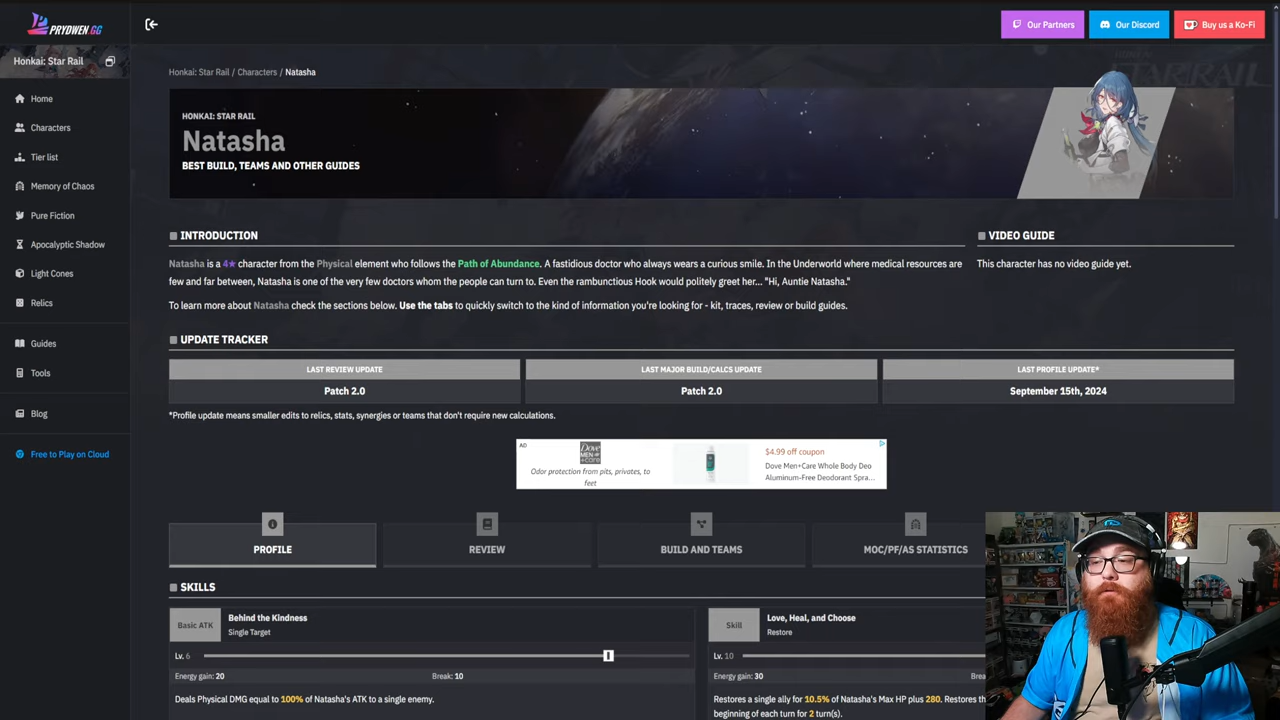 PRYDWEN.GG
Our Partners
Our Discord
Buy us a Ko-Fi
Honkai: Star Rail
Home
Characters
Tier list
Memory of Chaos
Pure Fiction
Apocalyptic Shadow
Light Cones
Relics
Guides
Tools
Blog
Free to Play on Cloud
Honkai: Star Rail / Characters / Natasha
STAR RAIL
HONKAI: STAR RAIL
Natasha
BEST BUILD, TEAMS AND OTHER GUIDES
INTRODUCTION
Natasha is a 4★ character from the Physical element who follows the Path of Abundance. A fastidious doctor who always wears a curious smile. In the Underworld where medical resources are
few and far between, Natasha is one of the very few doctors whom the people can turn to. Even the rambunctious Hook would politely greet her... "Hi, Auntie Natasha."
To learn more about Natasha check the sections below. Use the tabs to quickly switch to the kind of information you're looking for - kit, traces, review or build guides.
VIDEO GUIDE
This character has no video guide yet.
UPDATE TRACKER
LAST REVIEW UPDATE
Patch 2.0
LAST MAJOR BUILD/CALCS UPDATE
Patch 2.0
LAST PROFILE UPDATE*
September 15th, 2024
*Profile update means smaller edits to relics, stats, synergies or teams that don't require new calculations.
AD
Dove
MEN
+CARE
Odor protection from pits, privates, to
feet
$4.99 off coupon
Dove Men+Care Whole Body Deo
Aluminum-Free Deodorant Spra...
PROFILE
REVIEW
BUILD AND TEAMS
MOC/PF/AS STATISTICS
SKILLS
Basic ATK
Behind the Kindness
Single Target
Lv. 6
Energy gain: 20
Break: 10
Deals Physical DMG equal to 100% of Natasha's ATK to a single enemy.
Skill
Love, Heal, and Choose
Restore
Lv. 10
Energy gain: 30
Brea
Restores a single ally for 10.5% of Natasha's Max HP plus 280. Restores th
beginning of each turn for 2 turn(s).